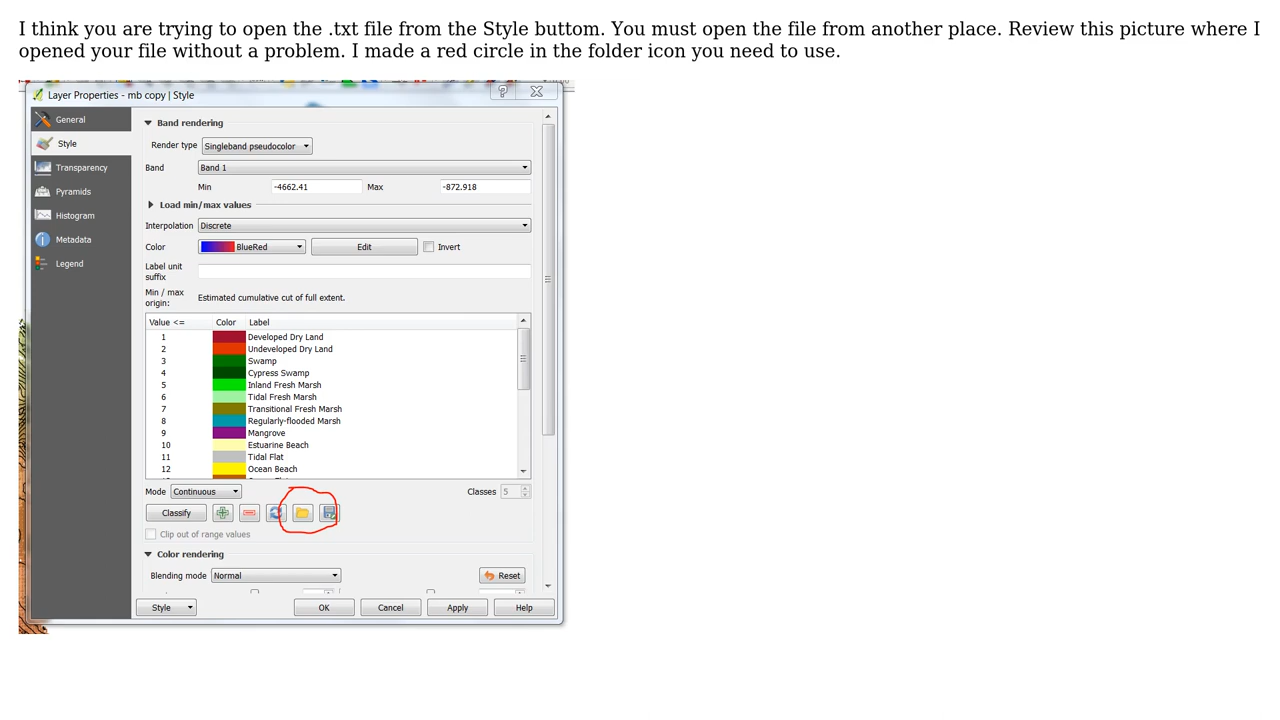 I think you are trying to open the .txt file from the Style buttom. You must open the file from another place. Review this picture where I
opened your file without a problem. I made a red circle in the folder icon you need to use.
Layer Properties - mb copy | Style
General
Style
Transparency
Pyramids
Histogram
Metadata
Legend
Band rendering
Render type Singleband pseudocolor
Band Band 1
Min -4662.41 Max -872.918
Load min/max values
Interpolation Discrete
Color BlueRed Edit Invert
Label unit
suffix
Min / max
origin: Estimated cumulative cut of full extent.
Value <= Color Label
1 Developed Dry Land
2 Undeveloped Dry Land
3 Swamp
4 Cypress Swamp
5 Inland Fresh Marsh
6 Tidal Fresh Marsh
7 Transitional Fresh Marsh
8 Regularly-flooded Marsh
9 Mangrove
10 Estuarine Beach
11 Tidal Flat
12 Ocean Beach
Mode Continuous Classes 5
Classify
Clip out of range values
Color rendering
Blending mode Normal Reset
Style OK Cancel Apply Help